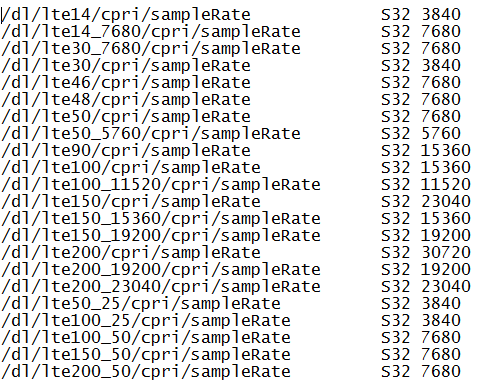 /dl/lte14/cpri/sampleRate S32 3840
/dl/lte14_7680/cpri/sampleRate S32 7680
/dl/lte30_7680/cpri/sampleRate S32 7680
/dl/lte30/cpri/sampleRate S32 3840
/dl/lte46/cpri/sampleRate S32 7680
/dl/lte48/cpri/sampleRate S32 7680
/dl/lte50/cpri/sampleRate S32 7680
/dl/lte50_5760/cpri/sampleRate S32 5760
/dl/lte90/cpri/sampleRate S32 15360
/dl/lte100/cpri/sampleRate S32 15360
/dl/lte100_11520/cpri/sampleRate S32 11520
/dl/lte150/cpri/sampleRate S32 23040
/dl/lte150_15360/cpri/sampleRate S32 15360
/dl/lte150_19200/cpri/sampleRate S32 19200
/dl/lte200/cpri/sampleRate S32 30720
/dl/lte200_19200/cpri/sampleRate S32 19200
/dl/lte200_23040/cpri/sampleRate S32 23040
/dl/lte50_25/cpri/sampleRate S32 3840
/dl/lte100_25/cpri/sampleRate S32 3840
/dl/lte100_50/cpri/sampleRate S32 7680
/dl/lte150_50/cpri/sampleRate S32 7680
/dl/lte200_50/cpri/sampleRate S32 7680